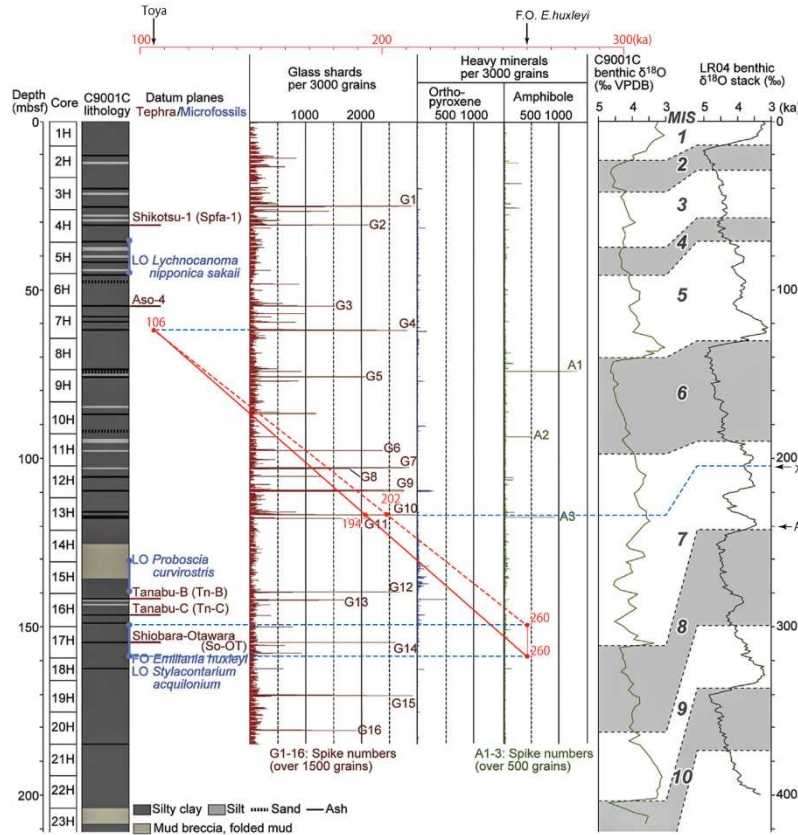 Toya
F.O. E.huxleyi
100
200
300(ka)
Depth (mbsf)
Core
C9001C lithology
Datum planes
Tephra/Microfossils
Glass shards
per 3000 grains
1000 2000
Heavy minerals
per 3000 grains
Ortho-
pyroxene
500 1000
Amphibole
500 1000
C9001C
benthic δ18O
(‰ VPDB)
5 4 3
MIS
LR04 benthic
δ18O stack (‰)
5 4 3
(ka)
0
50
100
150
200
1H
2H
3H
4H
5H
6H
7H
8H
9H
10H
11H
12H
13H
14H
15H
16H
17H
18H
19H
20H
21H
22H
23H
Shikotsu-1 (Spfa-1)
LO Lychnocanoma
nipponica sakaii
Aso-4
106
LO Proboscia
curvirostris
Tanabu-B (Tn-B)
Tanabu-C (Tn-C)
Shiobara-Otawara
(So-OT)
FO Emiliania huxleyi
LO Stylacontarium
acquilonium
G1
G2
G3
G4
G5
G6
G7
G8
G9
202
G10
194
G11
G12
G13
G14
G15
G16
A1
A2
A3
260
260
1
2
3
4
5
6
7
8
9
10
0
100
200
300
400
G1-16: Spike numbers
(over 1500 grains)
A1-3: Spike numbers
(over 500 grains)
Silty clay
Silt
Sand
Ash
Mud breccia, folded mud